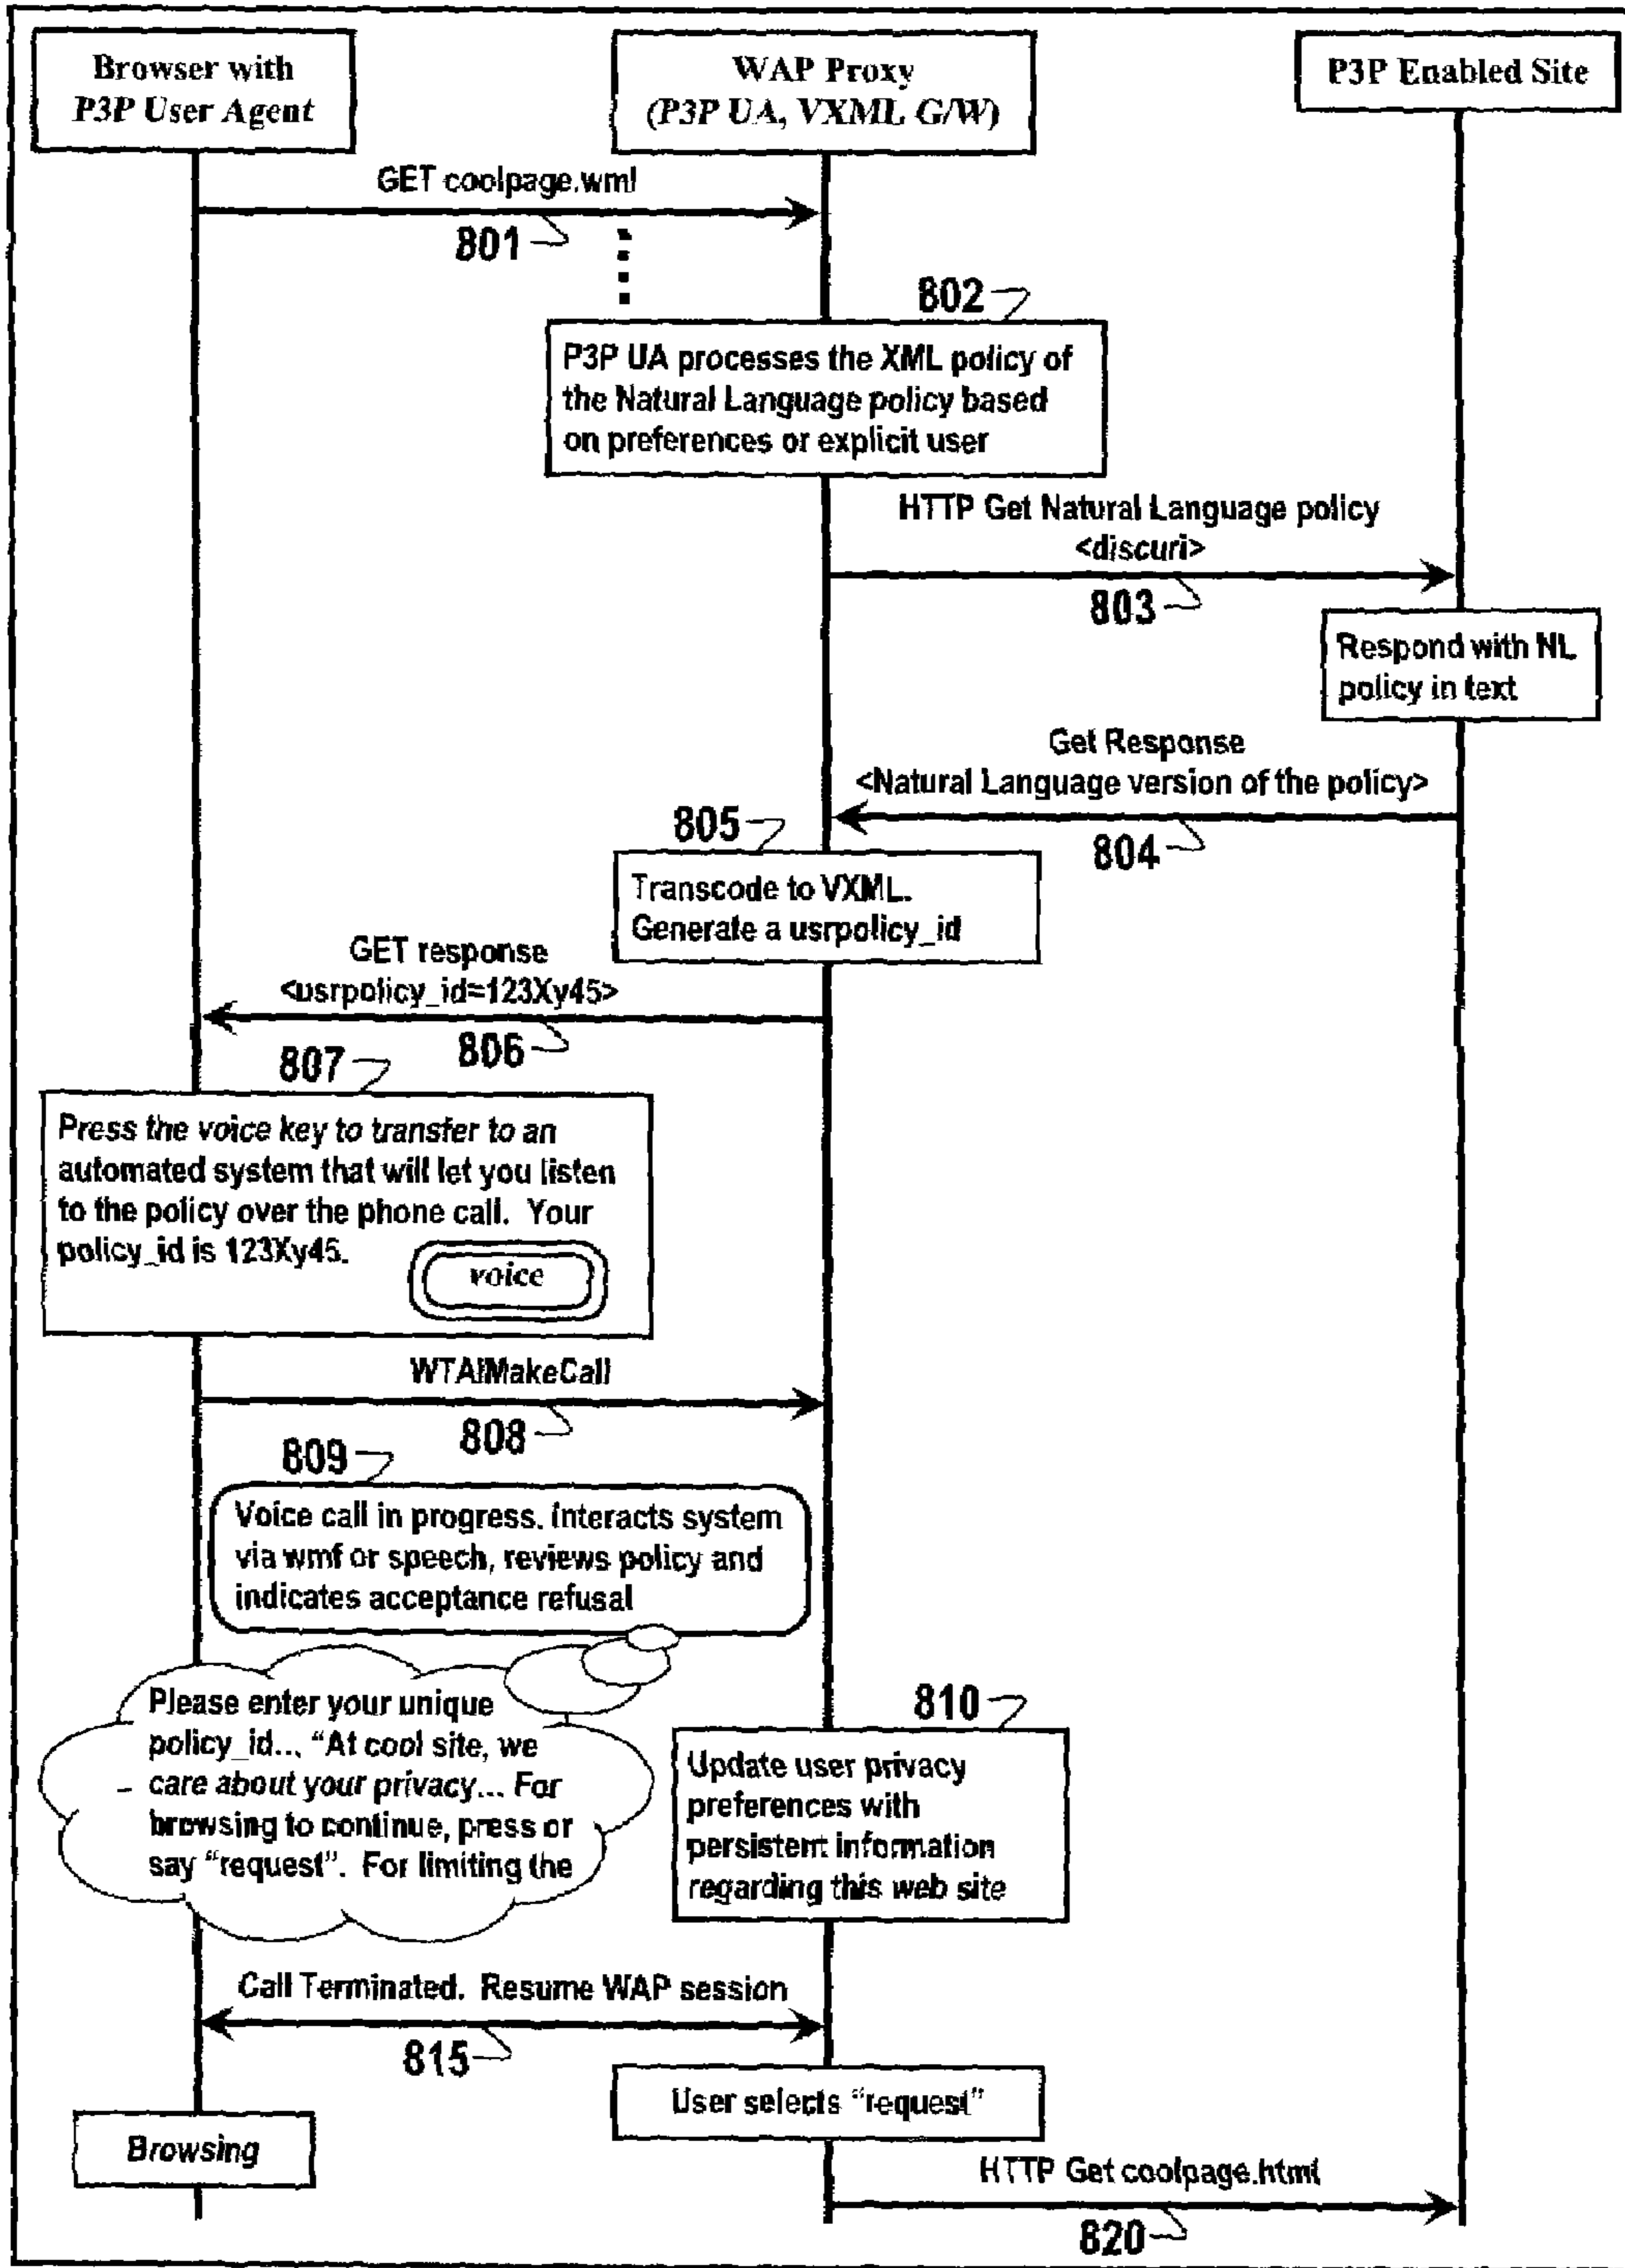 Browser with
P3P User Agent
WAP Proxy
(P3P UA, VXML G/W)
P3P Enabled Site
GET coolpage.wml
801
802
P3P UA processes the XML policy of
the Natural Language policy based
on preferences or explicit user
HTTP Get Natural Language policy
<discuri>
803
Respond with NL
policy in text
Get Response
<Natural Language version of the policy>
804
805
Transcode to VXML.
Generate a usrpolicy_id
GET response
<usrpolicy_id=123Xy45>
806
807
Press the voice key to transfer to an
automated system that will let you listen
to the policy over the phone call. Your
policy_id is 123Xy45.
voice
WTAIMakeCall
808
809
Voice call in progress. Interacts system
via wmf or speech, reviews policy and
indicates acceptance refusal
Please enter your unique
policy_id... “At cool site, we
care about your privacy... For
browsing to continue, press or
say “request”. For limiting the
810
Update user privacy
preferences with
persistent information
regarding this web site
Call Terminated. Resume WAP session
815
User selects “request”
Browsing
HTTP Get coolpage.html
820